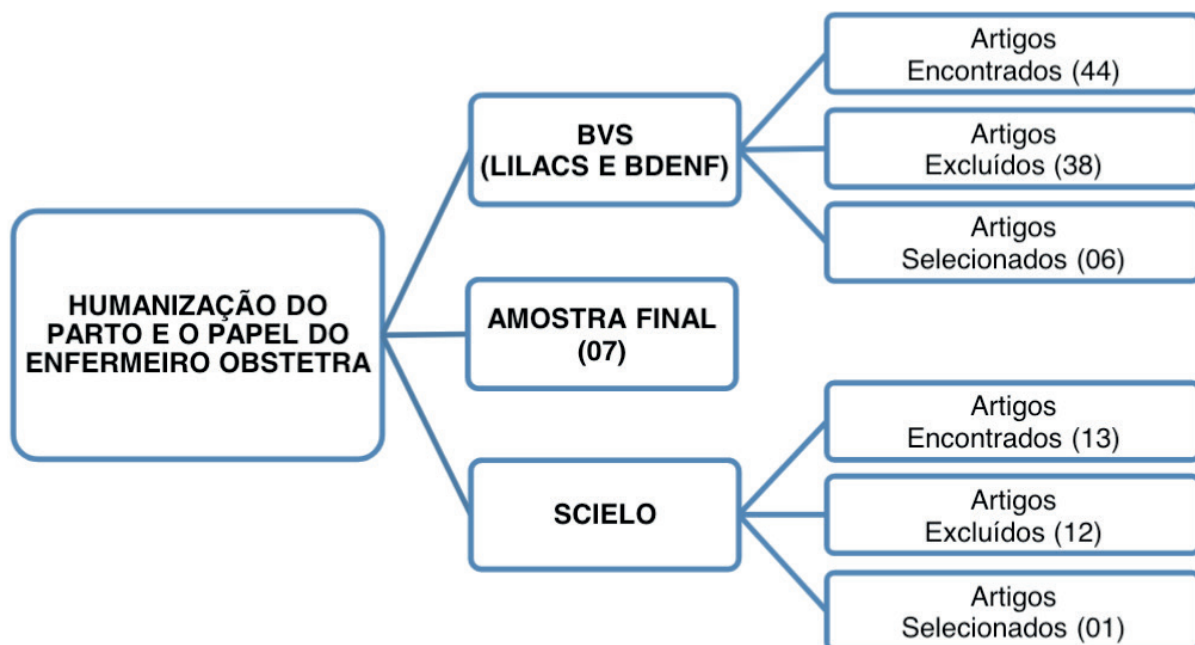 HUMANIZAÇÃO DO
PARTO E O PAPEL DO
ENFERMEIRO OBSTETRA
BVS
(LILACS E BDENF)
Artigos
Encontrados (44)
Artigos
Excluídos (38)
Artigos
Selecionados (06)
AMOSTRA FINAL
(07)
SCIELO
Artigos
Encontrados (13)
Artigos
Excluídos (12)
Artigos
Selecionados (01)